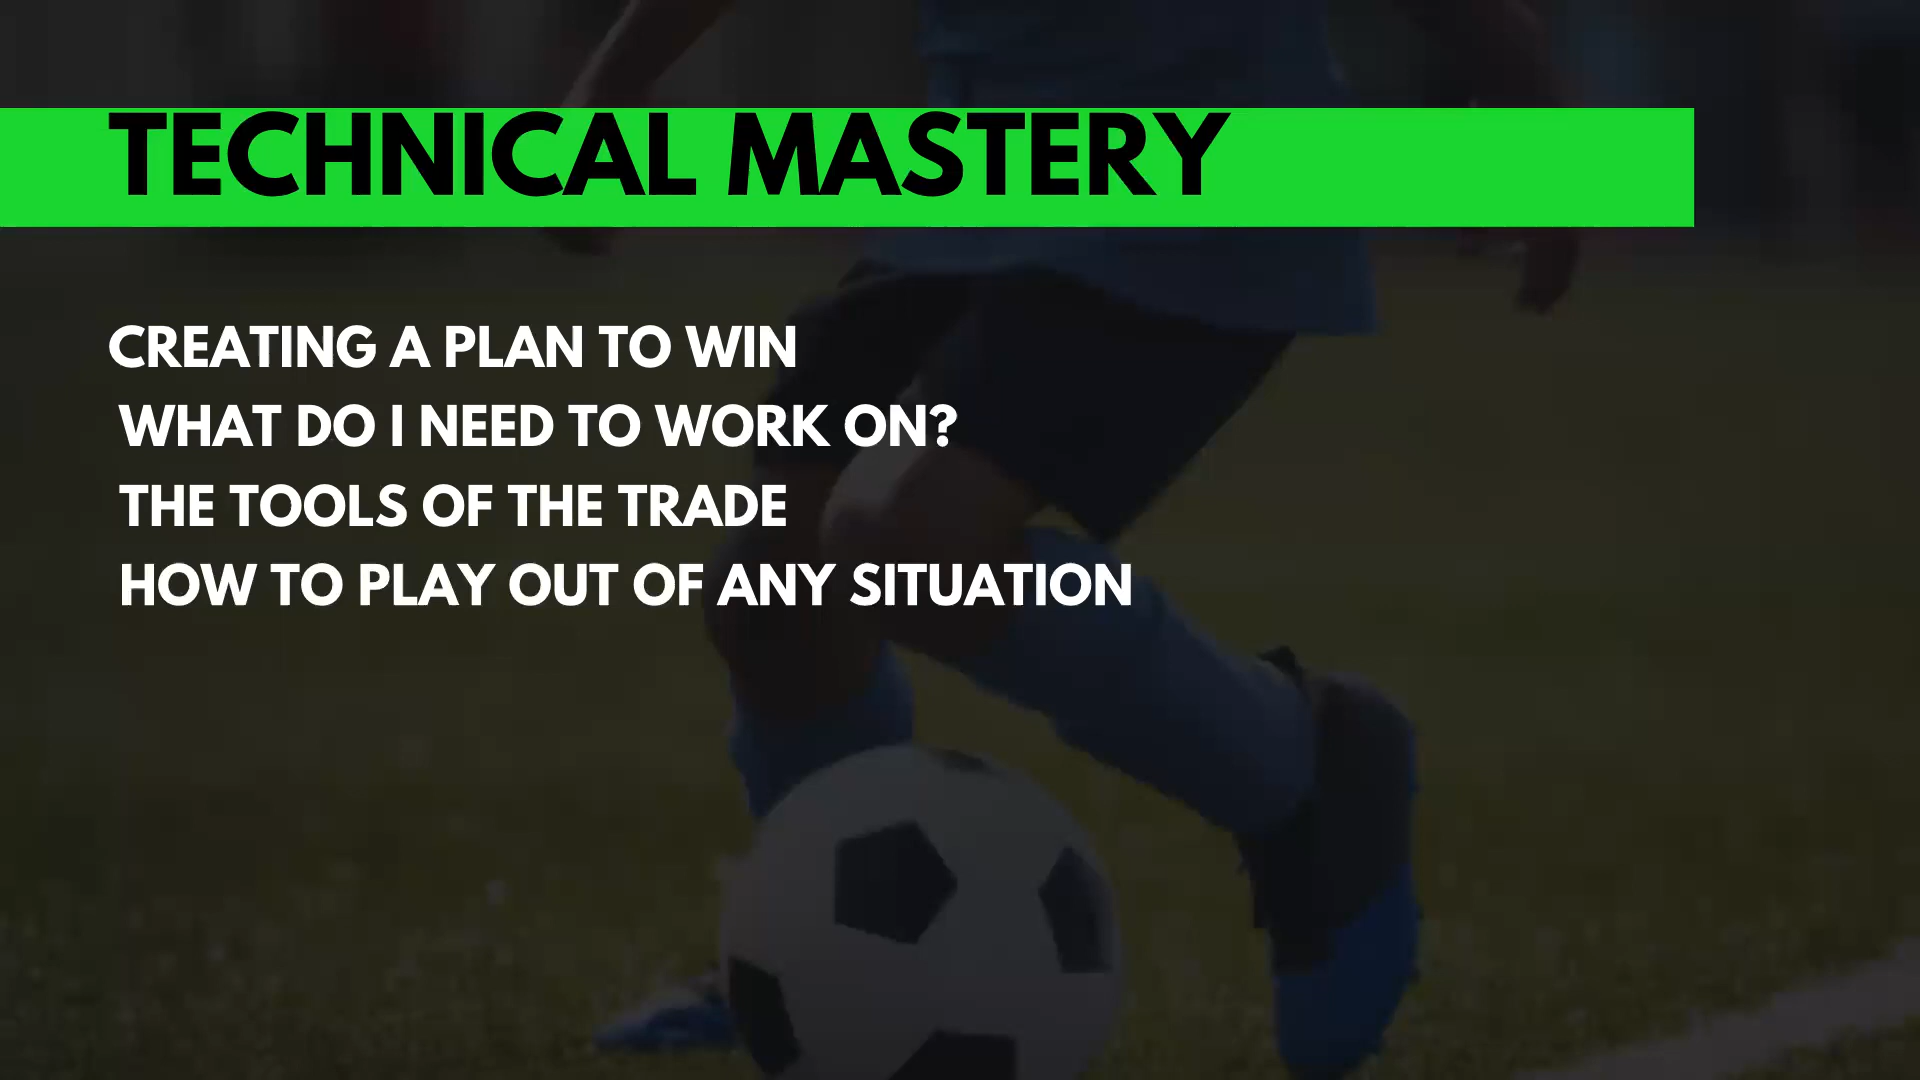 TECHNICAL MASTERY
CREATING A PLAN TO WIN
WHAT DO I NEED TO WORK ON?
THE TOOLS OF THE TRADE
HOW TO PLAY OUT OF ANY SITUATION